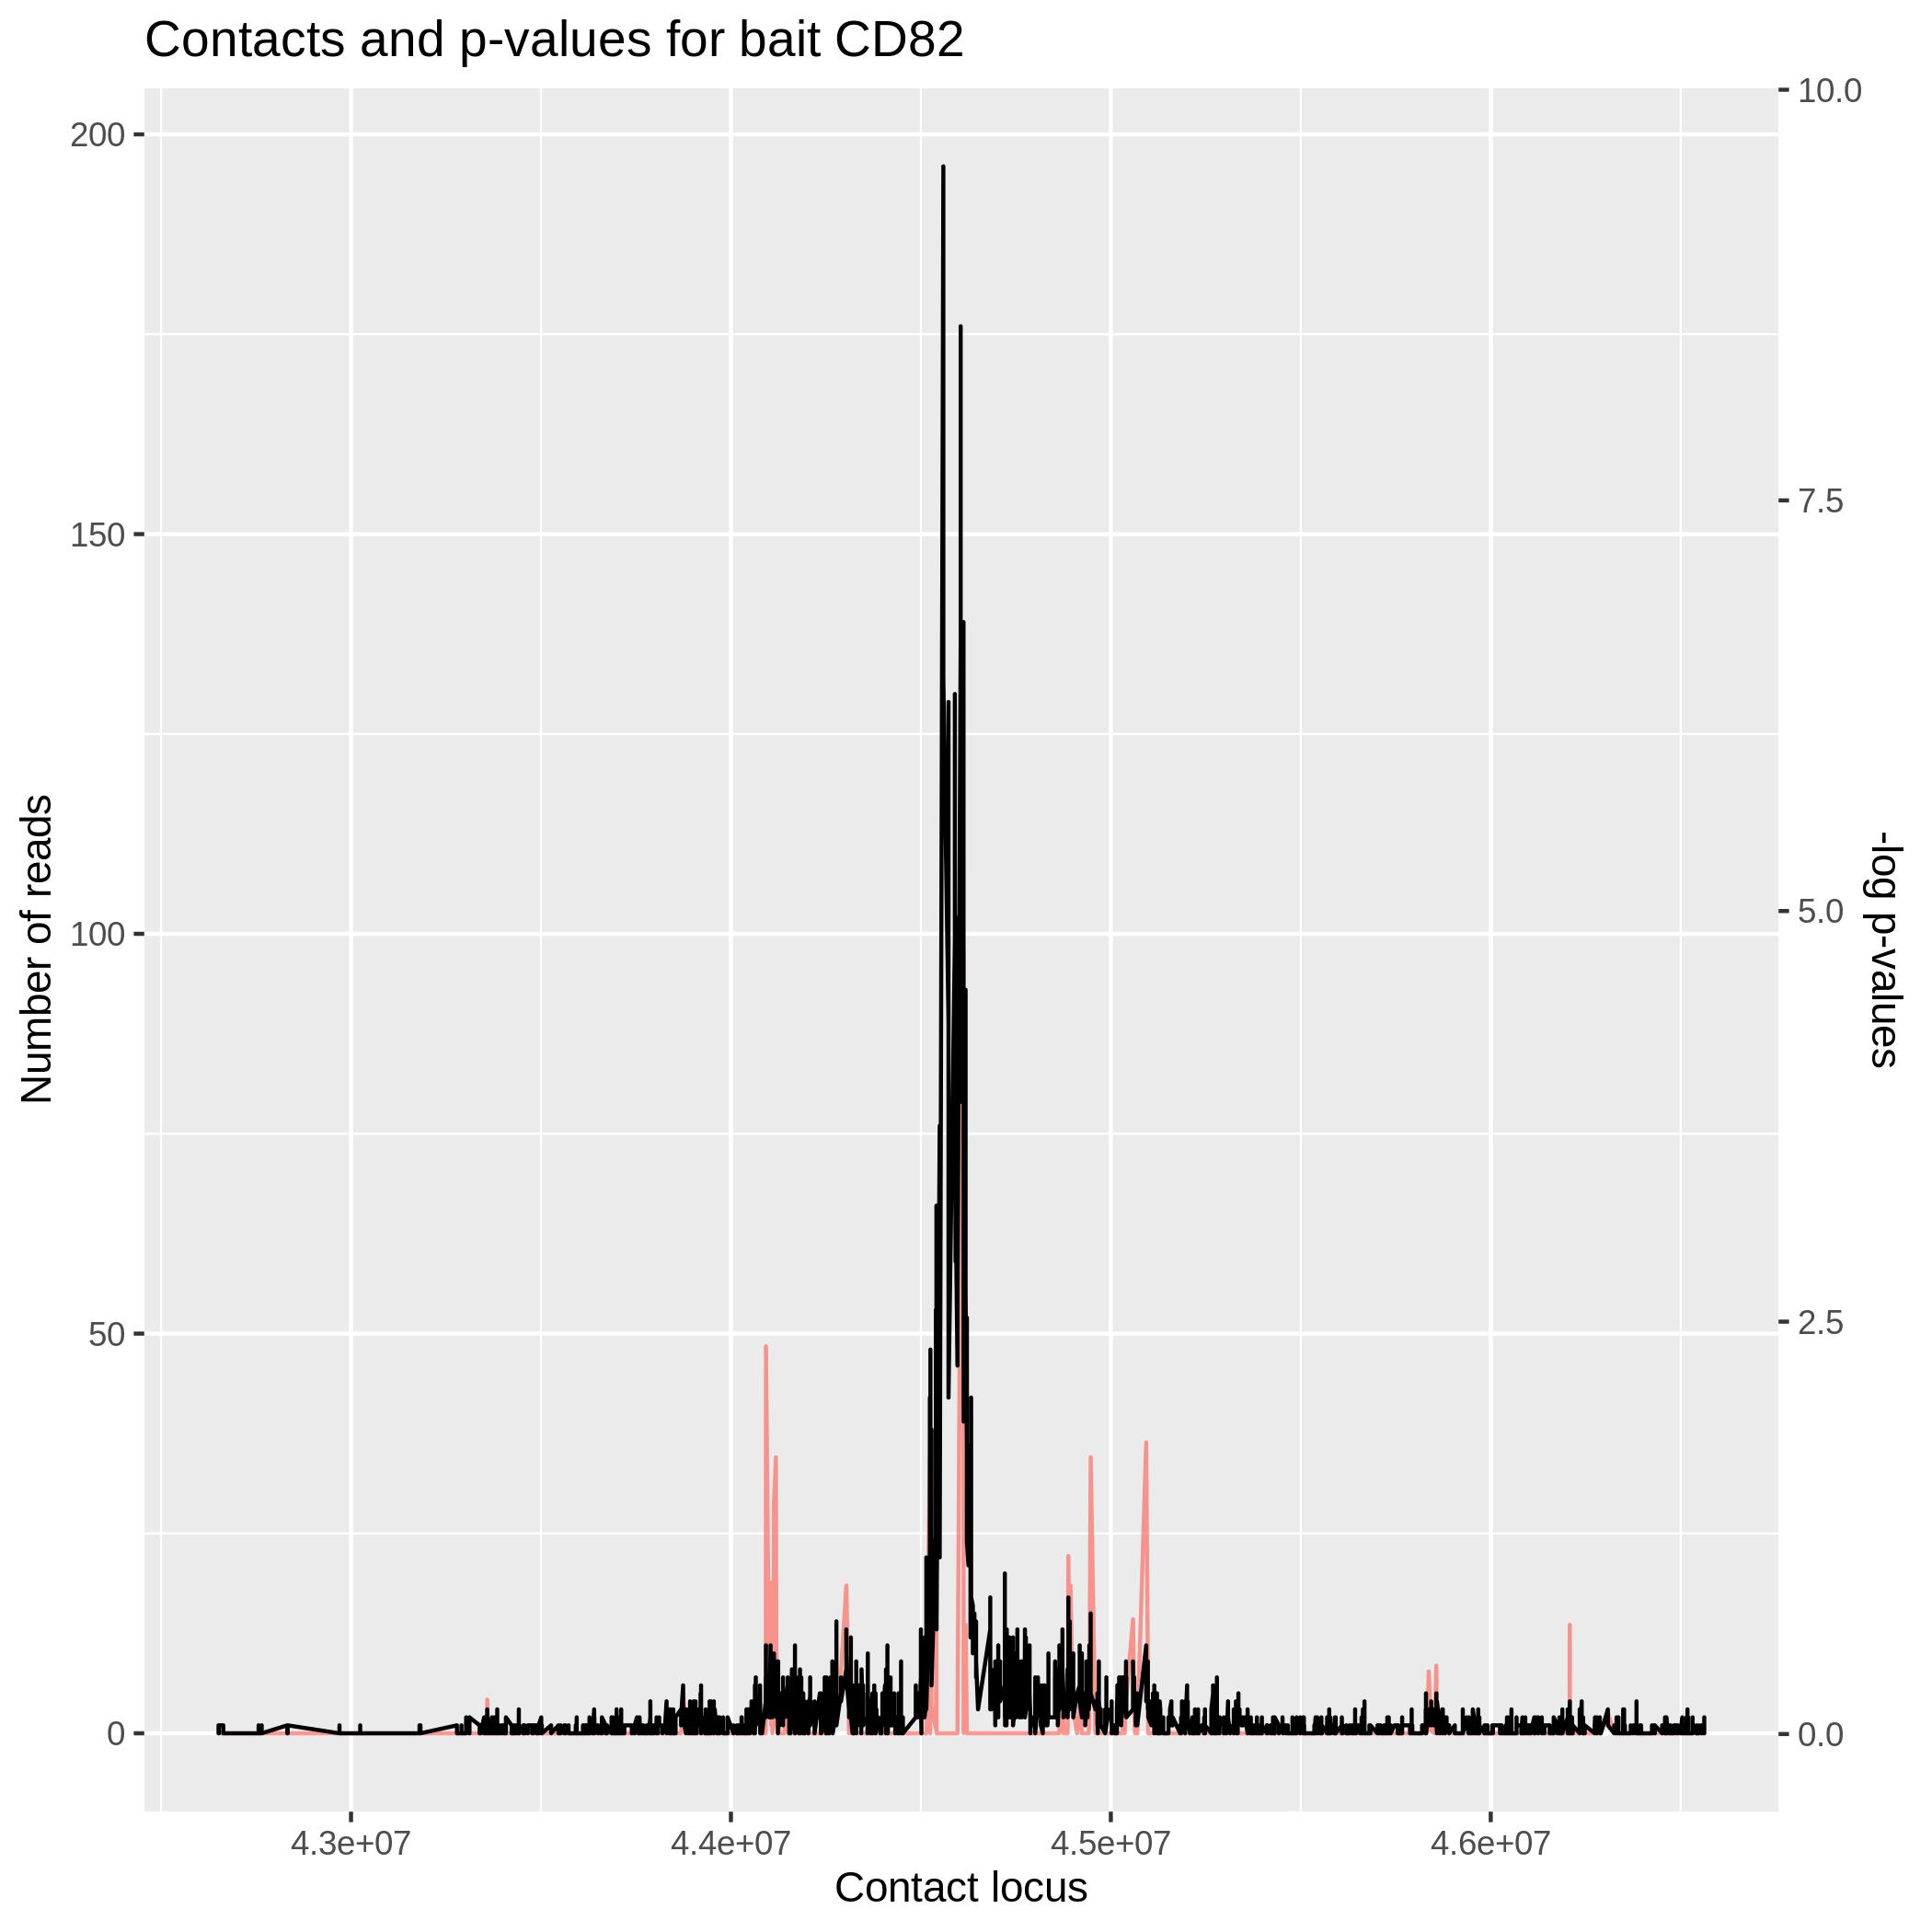 Contacts and p-values for bait CD82
200
150
100
50
0
Number of reads
10.0
7.5
5.0
2.5
0.0
-log p-values
4.3e+07 4.4e+07 4.5e+07 4.6e+07
Contact locus